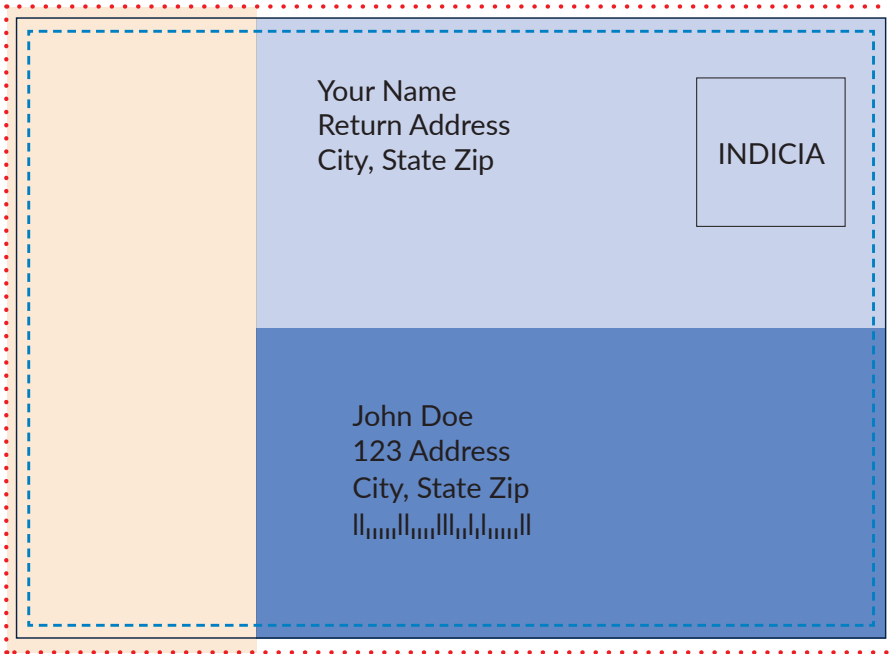 Your Name
Return Address
City, State Zip
INDICIA
John Doe
123 Address
City, State Zip